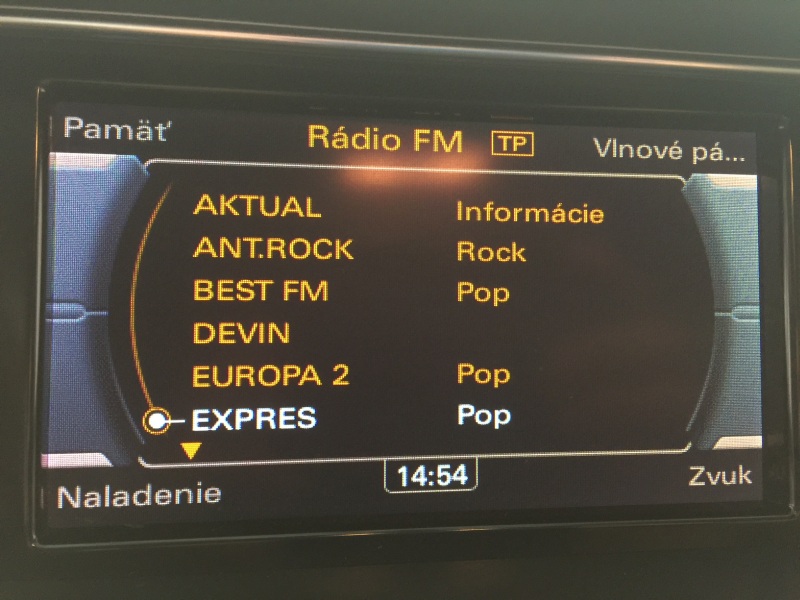 Pamäť Rádio FM TP Vlnové pá...
AKTUAL Informácie
ANT.ROCK Rock
BEST FM Pop
DEVIN
EUROPA 2 Pop
EXPRES Pop
Naladenie 14:54 Zvuk